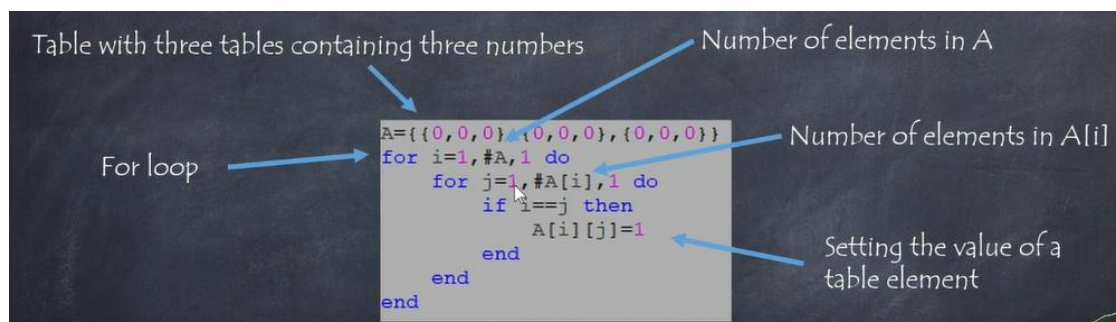 Table with three tables containing three numbers
Number of elements in A
A={{0,0,0},{0,0,0},{0,0,0}}
for i=1,#A,1 do
for j=1,#A[i],1 do
if i==j then
A[i][j]=1
end
end
end
For loop
Number of elements in A[i]
Setting the value of a
table element